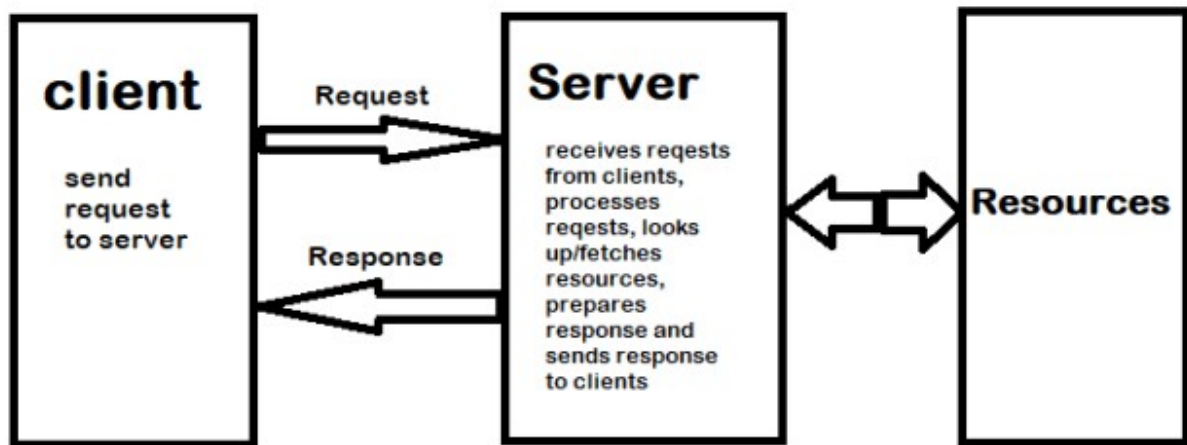 client
send
request
to server
Request
Response
Server
receives reqests
from clients,
processes
reqests, looks
up/fetches
resources,
prepares
response and
sends response
to clients
Resources